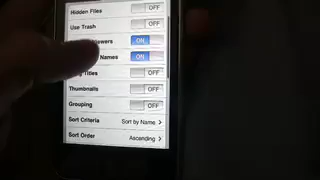 Hidden Files OFF
Use Trash OFF
ewers ON
Names ON
Titles OFF
Thumbnails OFF
Grouping OFF
Sort Criteria Sort by Name >
Sort Order Ascending >